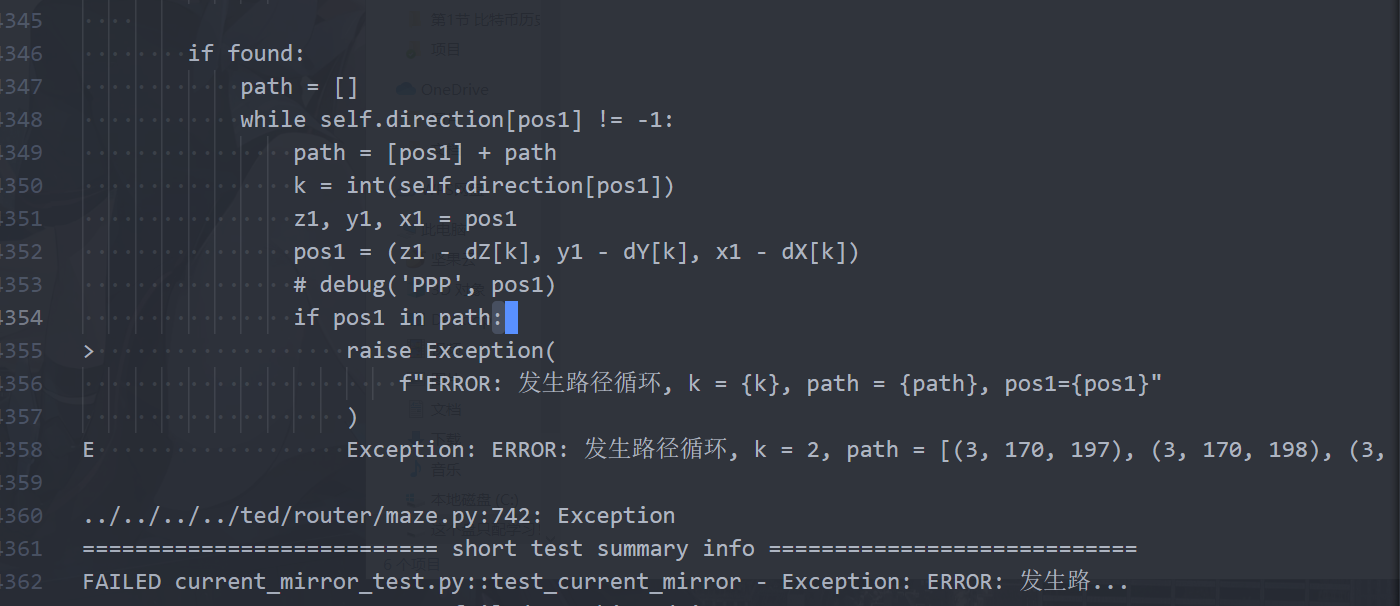 4345
第1节 比特币历史
4346 if found:
项目
4347 path = []
OneDrive
4348 while self.direction[pos1] != -1:
4349 path = [pos1] + path
4350 k = int(self.direction[pos1])
4351 z1, y1, x1 = pos1
4352 pos1 = (z1 - dZ[k], y1 - dY[k], x1 - dX[k])
4353 # debug('PPP', pos1)
4354 if pos1 in path:
4355 > raise Exception(
4356 f"ERROR: 发生路径循环, k = {k}, path = {path}, pos1={pos1}"
4357 )
文档
4358 E Exception: ERROR: 发生路径循环, k = 2, path = [(3, 170, 197), (3, 170, 198), (3,
音乐
4359
本地磁盘 (C:)
4360 ../../../../ted/router/maze.py:742: Exception
4361 =========================== short test summary info ============================
6 个项目
4362 FAILED current_mirror_test.py::test_current_mirror - Exception: ERROR: 发生路...